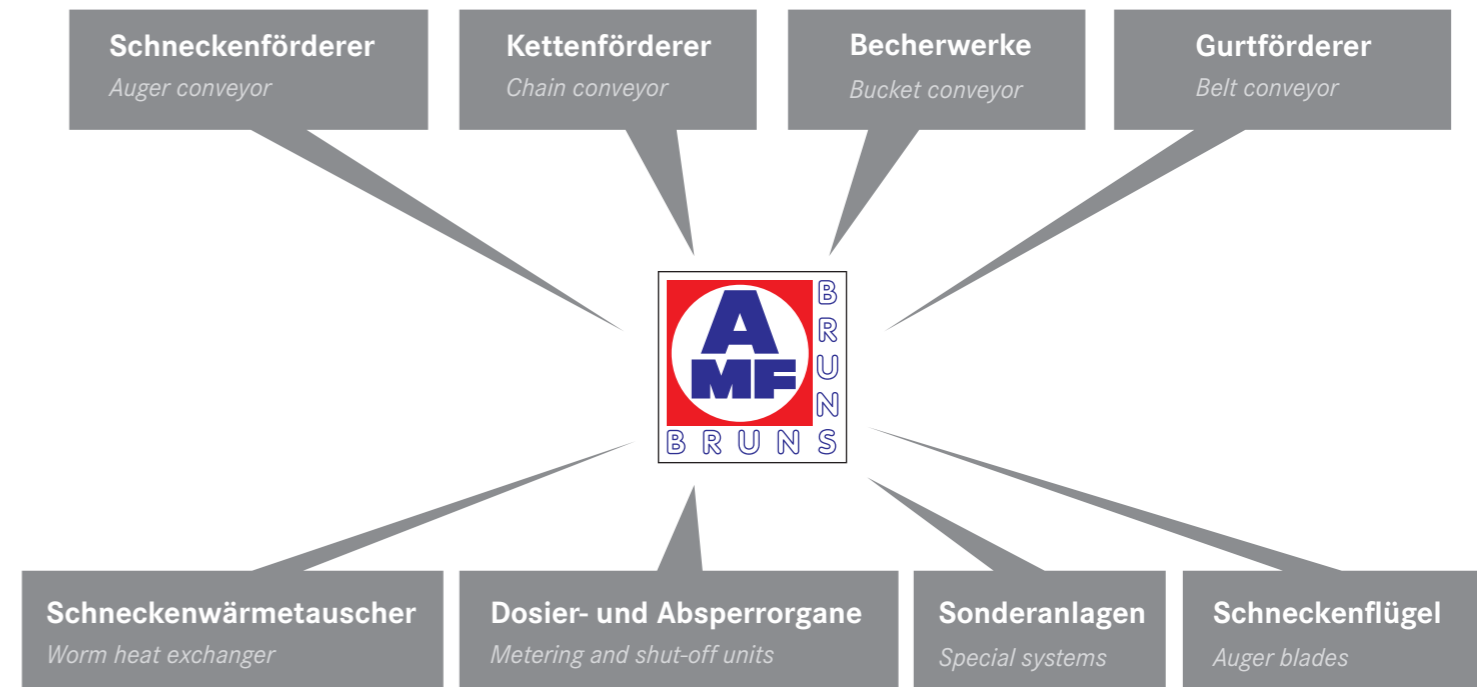 Schneckenförderer
Auger conveyor
Kettenförderer
Chain conveyor
Becherwerke
Bucket conveyor
Gurtförderer
Belt conveyor
A
MF
BRUNS
BRUNS
Schneckenwärmetauscher
Worm heat exchanger
Dosier- und Absperrorgane
Metering and shut-off units
Sonderanlagen
Special systems
Schneckenflügel
Auger blades